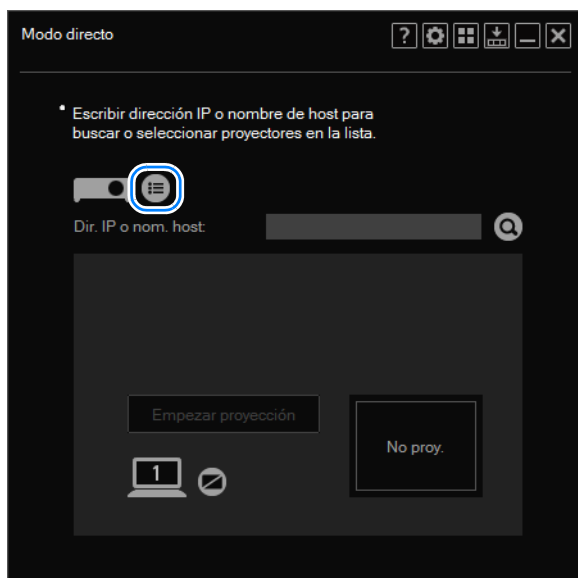 Modo directo
Escribir dirección IP o nombre de host para
buscar o seleccionar proyectores en la lista.
Dir. IP o nom. host:
Empezar proyección
No proy.
1